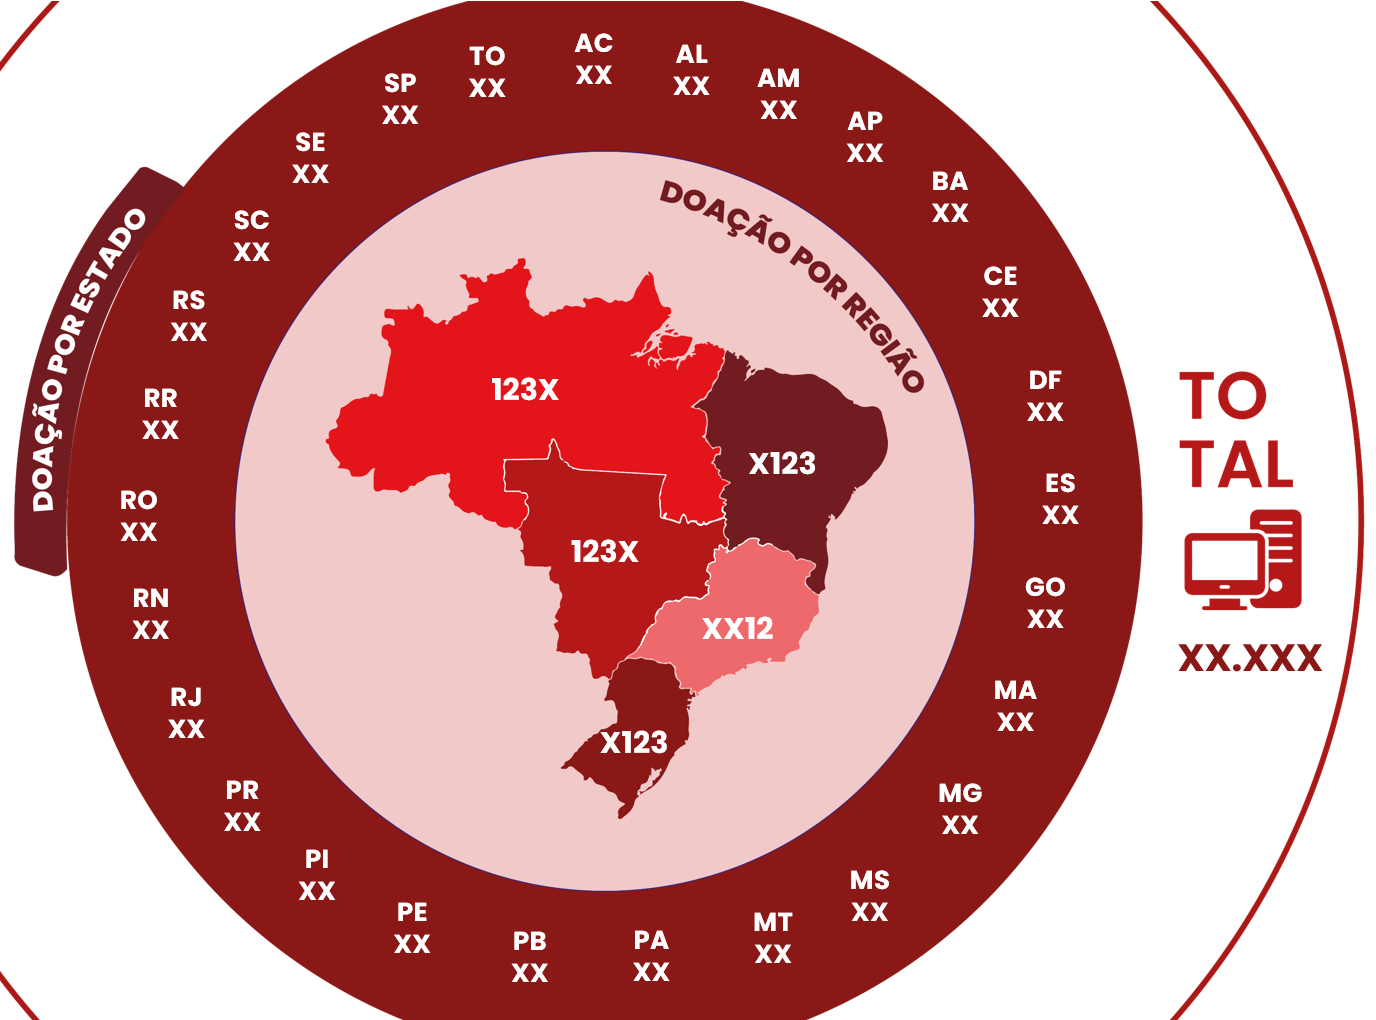 DOAÇÃO POR ESTADO
AC
XX
AL
XX
AM
XX
AP
XX
BA
XX
CE
XX
DF
XX
ES
XX
GO
XX
MA
XX
MG
XX
MS
XX
MT
XX
PA
XX
PB
XX
PE
XX
PI
XX
PR
XX
RJ
XX
RN
XX
RO
XX
RR
XX
RS
XX
SC
XX
SE
XX
SP
XX
TO
XX
DOAÇÃO POR REGIÃO
123X
X123
123X
XX12
X123
TO
TAL
XX.XXX